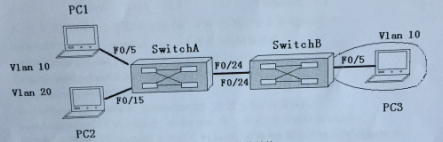 PC1
F0/5
Vlan 10
SwitchA
SwitchB
Vlan 10
F0/24
F0/24
F0/5
Vlan 20
F0/15
PC2
PC3